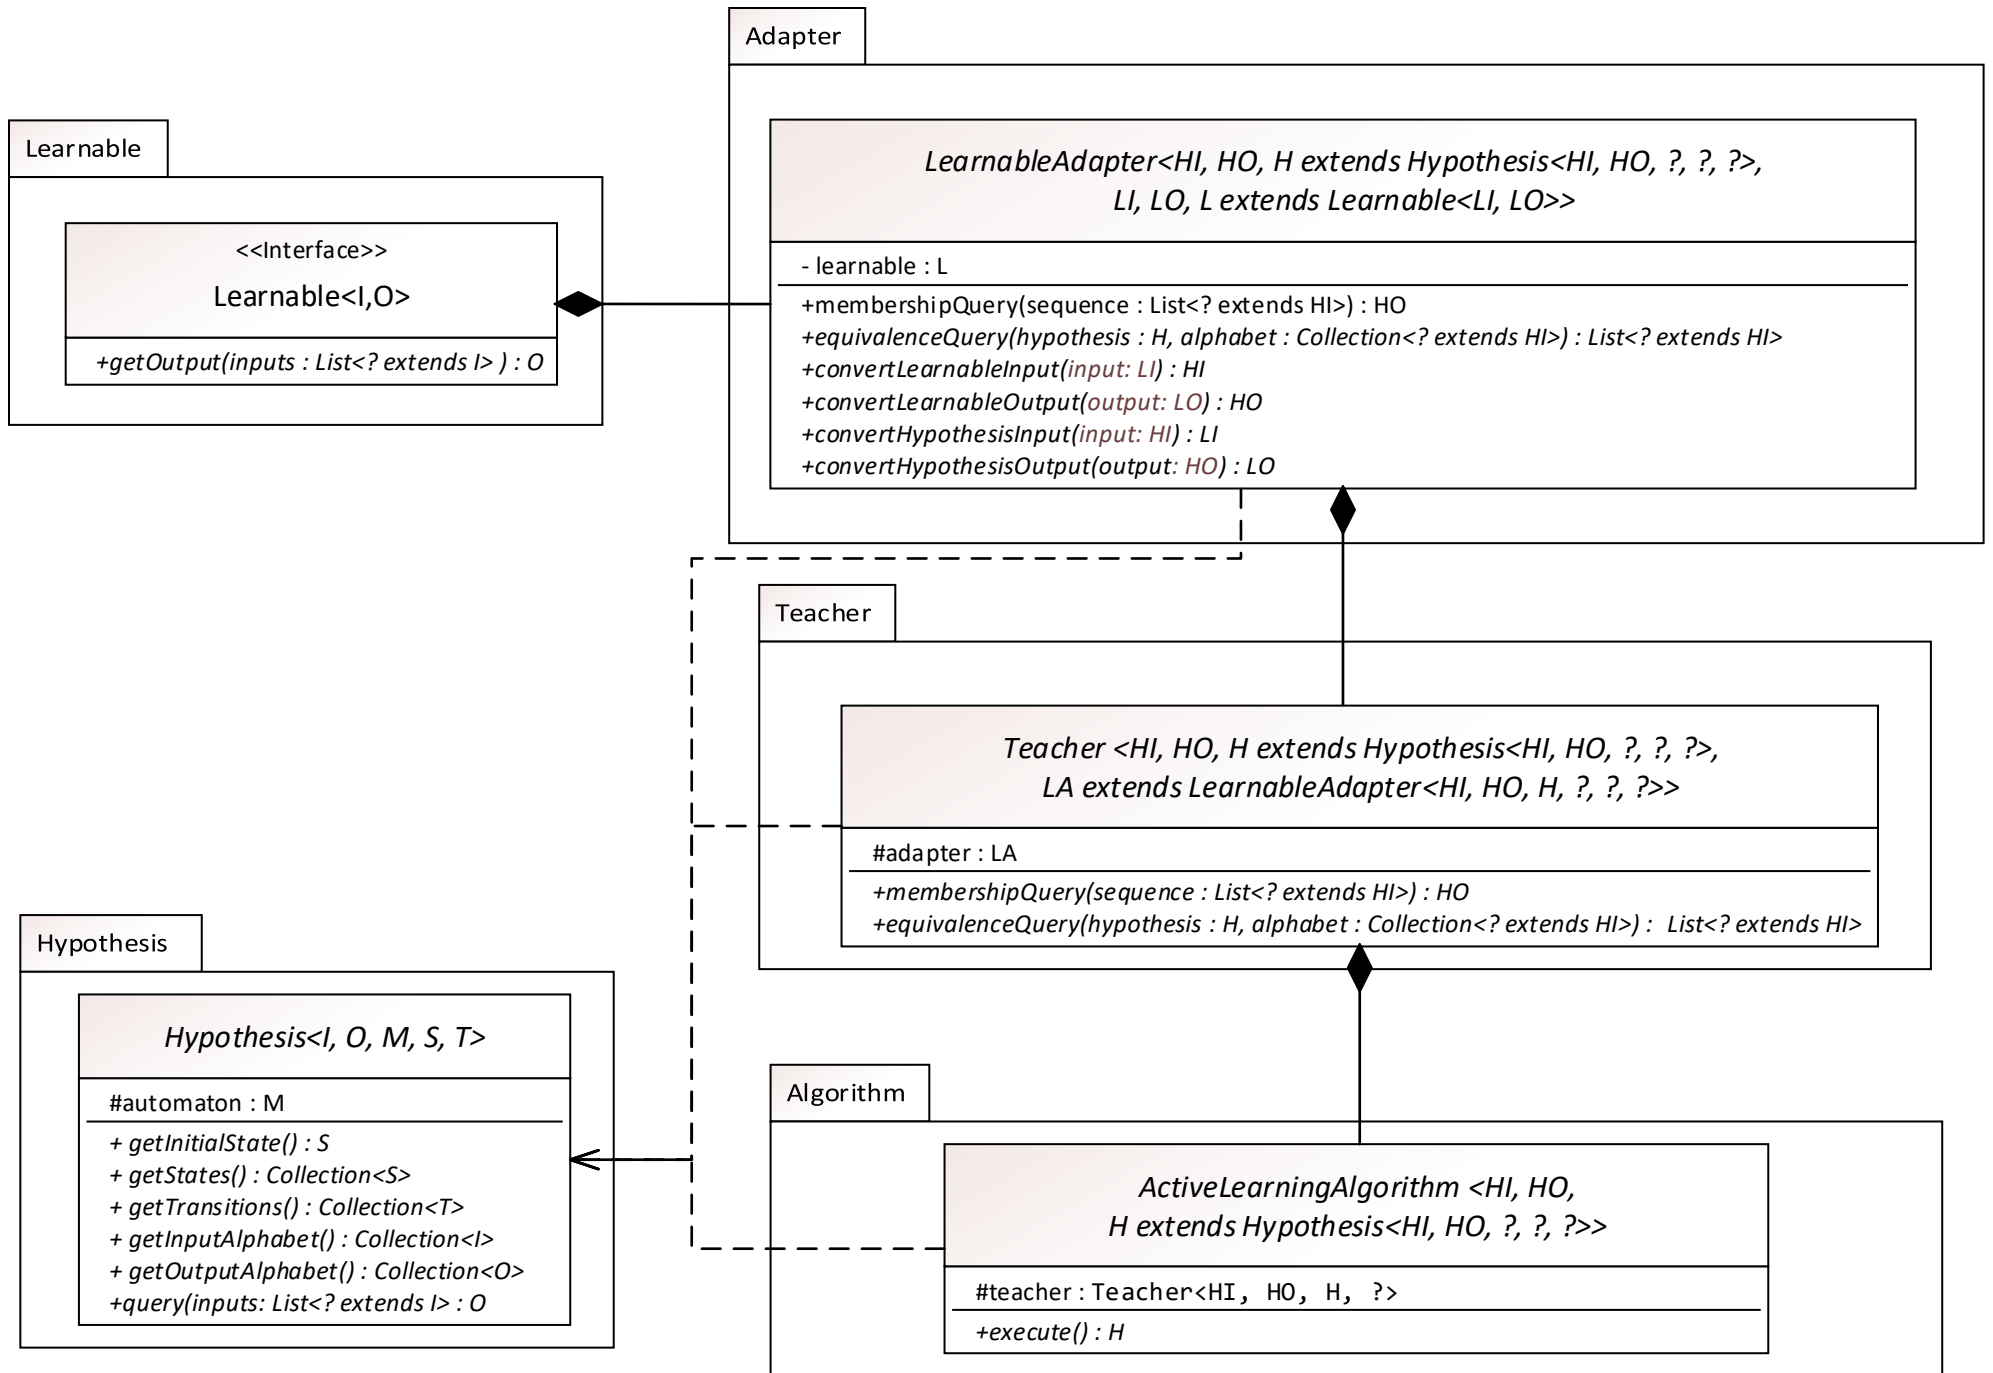 Adapter
LearnableAdapter<HI, HO, H extends Hypothesis<HI, HO, ?, ?, ?>,
LI, LO, L extends Learnable<LI, LO>>
- learnable : L
+membershipQuery(sequence : List<? extends HI>) : HO
+equivalenceQuery(hypothesis : H, alphabet : Collection<? extends HI>) : List<? extends HI>
+convertLearnableInput(input: LI) : HI
+convertLearnableOutput(output: LO) : HO
+convertHypothesisInput(input: HI) : LI
+convertHypothesisOutput(output: HO) : LO
Learnable
<<Interface>>
Learnable<I,O>
+getOutput(inputs : List<? extends I> ) : O
Teacher
Teacher <HI, HO, H extends Hypothesis<HI, HO, ?, ?, ?>,
LA extends LearnableAdapter<HI, HO, H, ?, ?, ?>>
#adapter : LA
+membershipQuery(sequence : List<? extends HI>) : HO
+equivalenceQuery(hypothesis : H, alphabet : Collection<? extends HI>) : List<? extends HI>
Hypothesis
Hypothesis<I, O, M, S, T>
#automaton : M
+ getInitialState() : S
+ getStates() : Collection<S>
+ getTransitions() : Collection<T>
+ getInputAlphabet() : Collection<I>
+ getOutputAlphabet() : Collection<O>
+query(inputs: List<? extends I> : O
Algorithm
ActiveLearningAlgorithm <HI, HO,
H extends Hypothesis<HI, HO, ?, ?, ?>>
#teacher : Teacher<HI, HO, H, ?>
+execute() : H